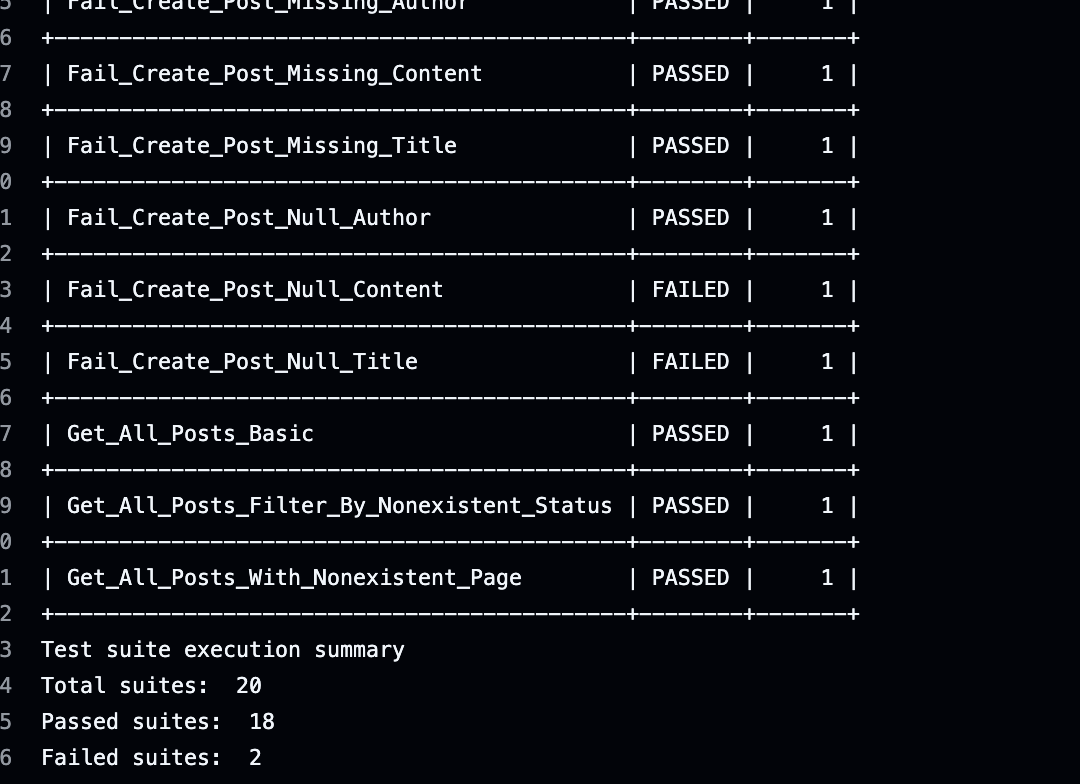 5 | Fail_Create_Post_Missing_Author | PASSED | 1 |
6 +--------------------------------------------+--------+-------+
7 | Fail_Create_Post_Missing_Content | PASSED | 1 |
8 +--------------------------------------------+--------+-------+
9 | Fail_Create_Post_Missing_Title | PASSED | 1 |
0 +--------------------------------------------+--------+-------+
1 | Fail_Create_Post_Null_Author | PASSED | 1 |
2 +--------------------------------------------+--------+-------+
3 | Fail_Create_Post_Null_Content | FAILED | 1 |
4 +--------------------------------------------+--------+-------+
5 | Fail_Create_Post_Null_Title | FAILED | 1 |
6 +--------------------------------------------+--------+-------+
7 | Get_All_Posts_Basic | PASSED | 1 |
8 +--------------------------------------------+--------+-------+
9 | Get_All_Posts_Filter_By_Nonexistent_Status | PASSED | 1 |
0 +--------------------------------------------+--------+-------+
1 | Get_All_Posts_With_Nonexistent_Page | PASSED | 1 |
2 +--------------------------------------------+--------+-------+
3 Test suite execution summary
4 Total suites: 20
5 Passed suites: 18
6 Failed suites: 2